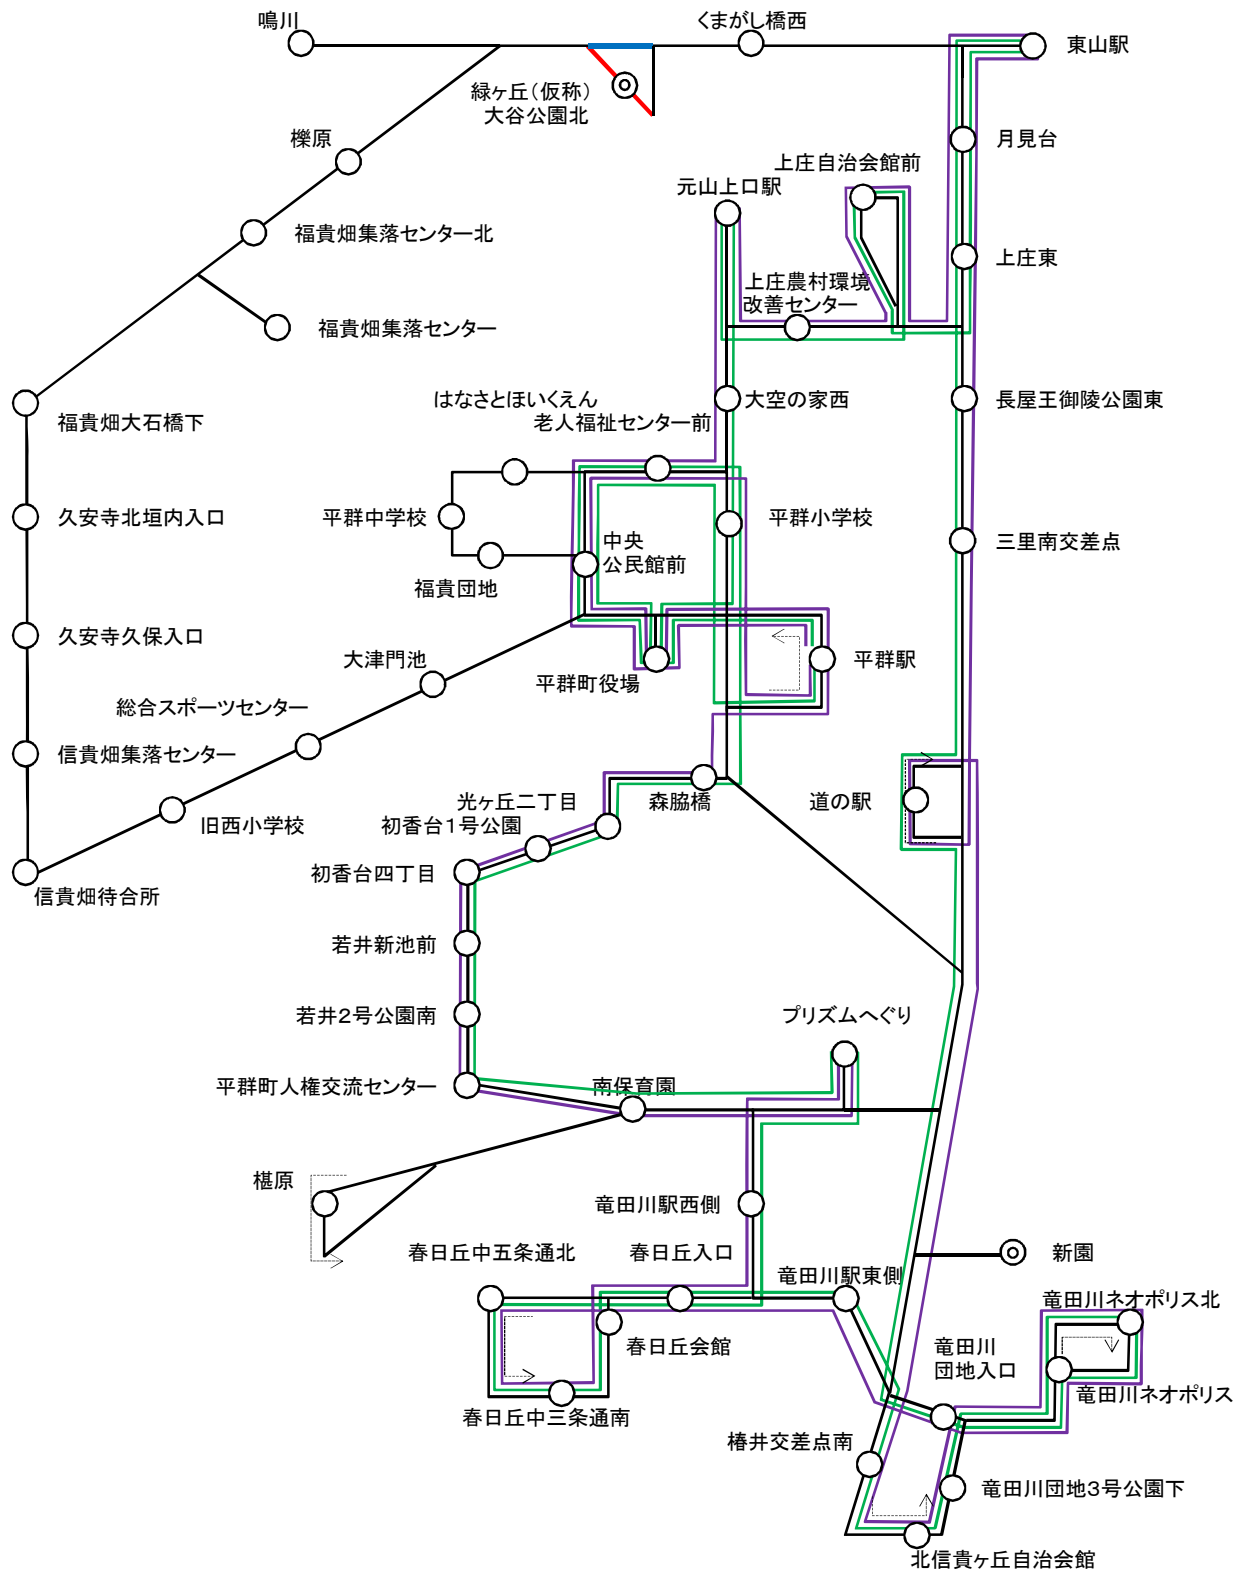 鳴川
くまがし橋西
東山駅
緑ヶ丘(仮称)
大谷公園北
櫟原
月見台
上庄自治会館前
元山上口駅
福貴畑集落センター北
上庄東
上庄農村環境
改善センター
福貴畑集落センター
はなさとほいくえん
大空の家西
長屋王御陵公園東
福貴畑大石橋下
老人福祉センター前
久安寺北垣内入口
平群中学校
平群小学校
三里南交差点
中央
公民館前
福貴団地
久安寺久保入口
大津門池
平群町役場
平群駅
総合スポーツセンター
信貴畑集落センター
光ヶ丘二丁目
森脇橋
道の駅
旧西小学校
初香台1号公園
初香台四丁目
信貴畑待合所
若井新池前
若井2号公園南
プリズムへぐり
平群町人権交流センター
南保育園
椹原
竜田川駅西側
春日丘中五条通北
春日丘入口
新園
竜田川駅東側
竜田川ネオポリス北
春日丘会館
竜田川
団地入口
竜田川ネオポリス
春日丘中三条通南
椿井交差点南
竜田川団地3号公園下
北信貴ヶ丘自治会館